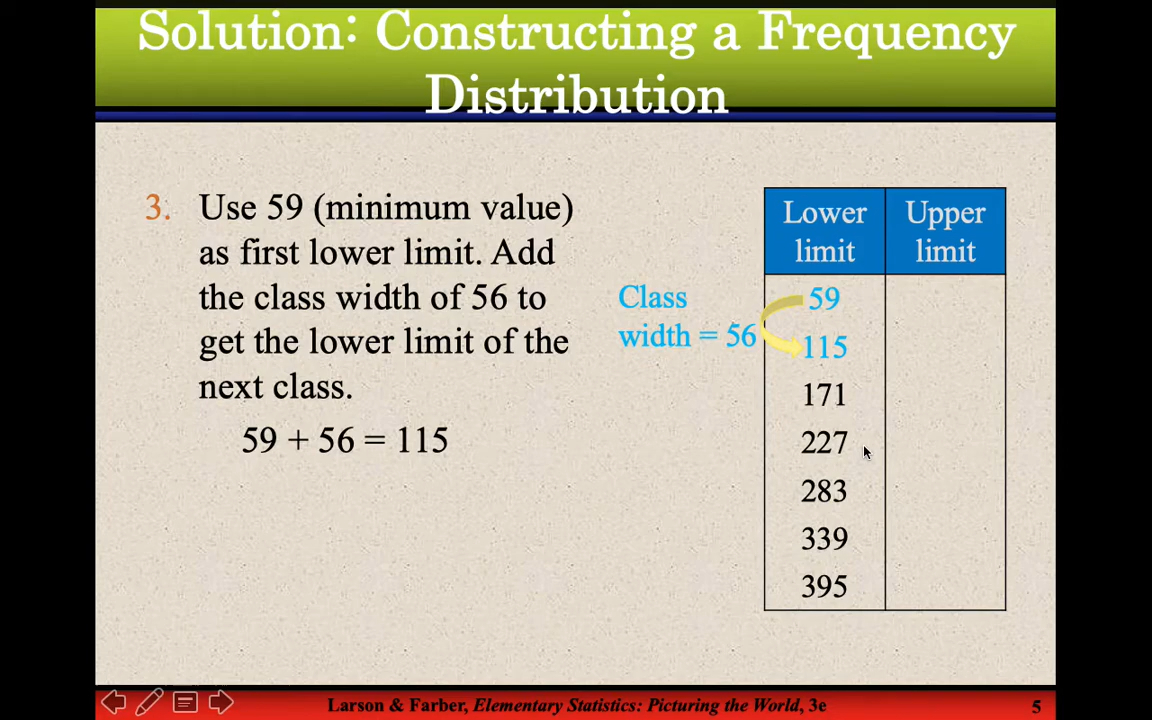 Solution: Constructing a Frequency
Distribution
3. Use 59 (minimum value)
as first lower limit. Add
the class width of 56 to
get the lower limit of the
next class.
59 + 56 = 115
Class
width = 56
Lower
limit
Upper
limit
59
115
171
227
283
339
395
Larson & Farber, Elementary Statistics: Picturing the World, 3e
5